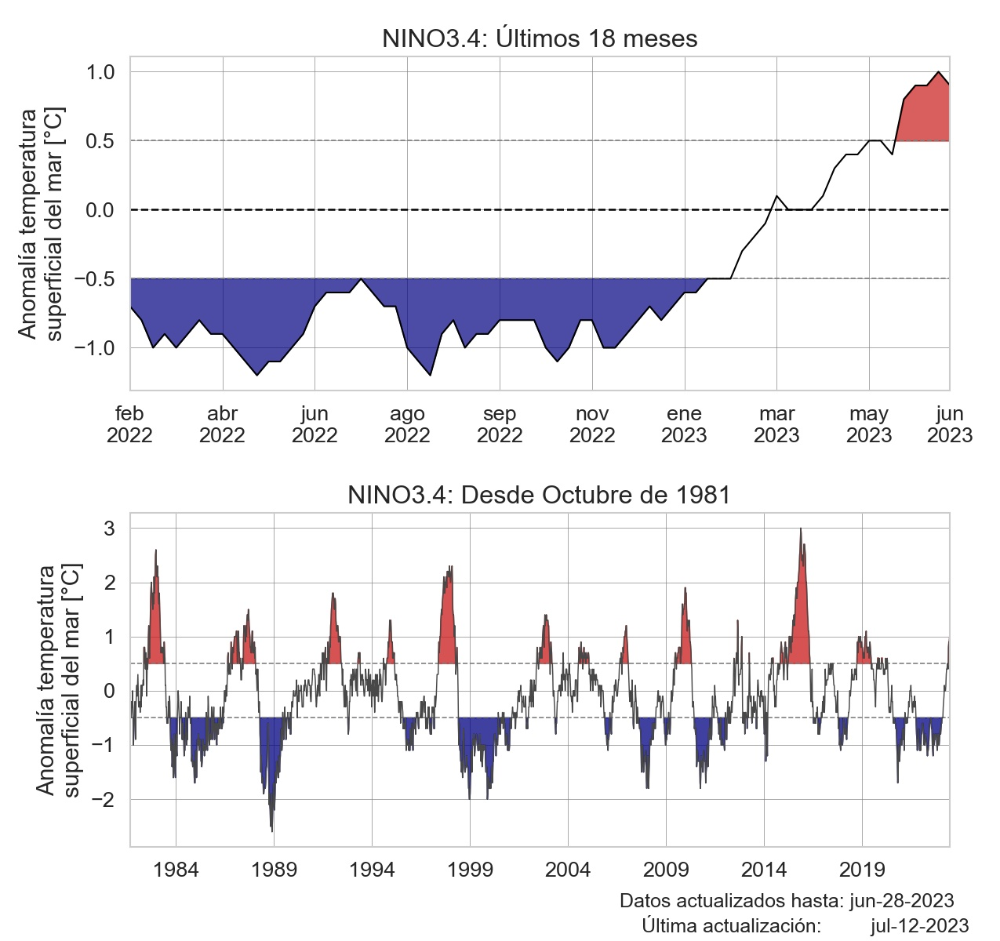 NINO3.4: Últimos 18 meses
Anomalía temperatura
superficial del mar [°C]
1.0
0.5
0.0
−0.5
−1.0
feb abr jun ago sep nov ene mar may jun
2022 2022 2022 2022 2022 2022 2023 2023 2023 2023
NINO3.4: Desde Octubre de 1981
Anomalía temperatura
superficial del mar [°C]
3
2
1
0
−1
−2
1984 1989 1994 1999 2004 2009 2014 2019
Datos actualizados hasta: jun-28-2023
Última actualización: jul-12-2023